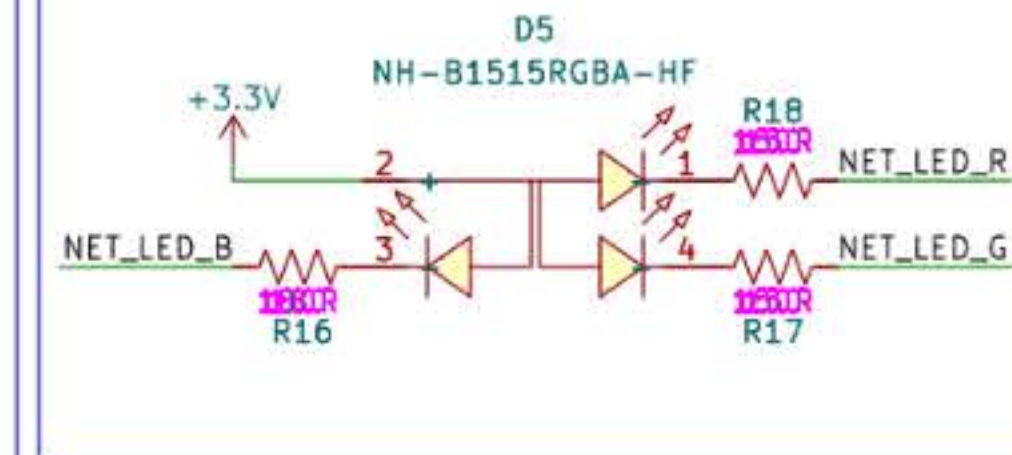 D5
NH-B1515RGBA-HF
+3.3V
R18
2
1
NET_LED_R
NET_LED_B
3
4
NET_LED_G
R16
R17